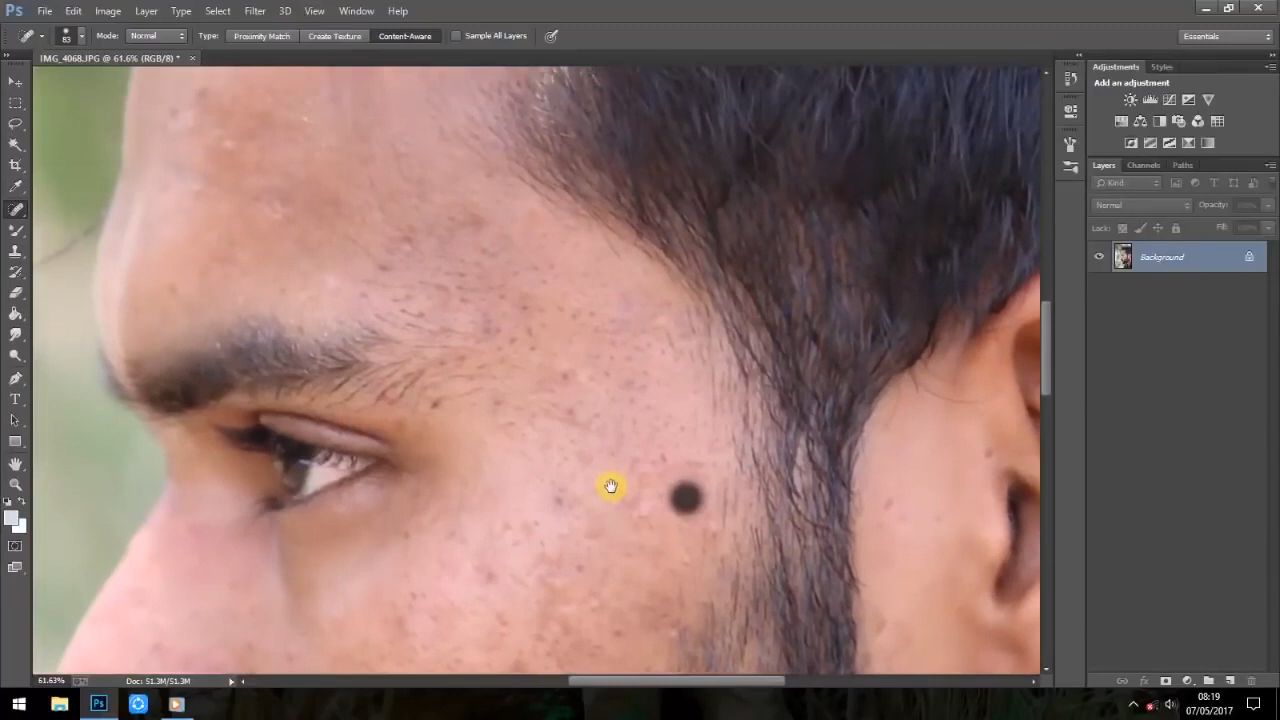 Ps File Edit Image Layer Type Select Filter 3D View Window Help
83 Mode: Normal Type: Proximity Match Create Texture Content-Aware Sample All Layers Essentials
IMG_4068.JPG @ 61.6% (RGB/8) *
Adjustments Styles
Add an adjustment
Layers Channels Paths
Kind
Normal Opacity:
Lock: Fill:
Background
61.63% Doc: 51.3M/51.3M
Ps
08:19
07/05/2017